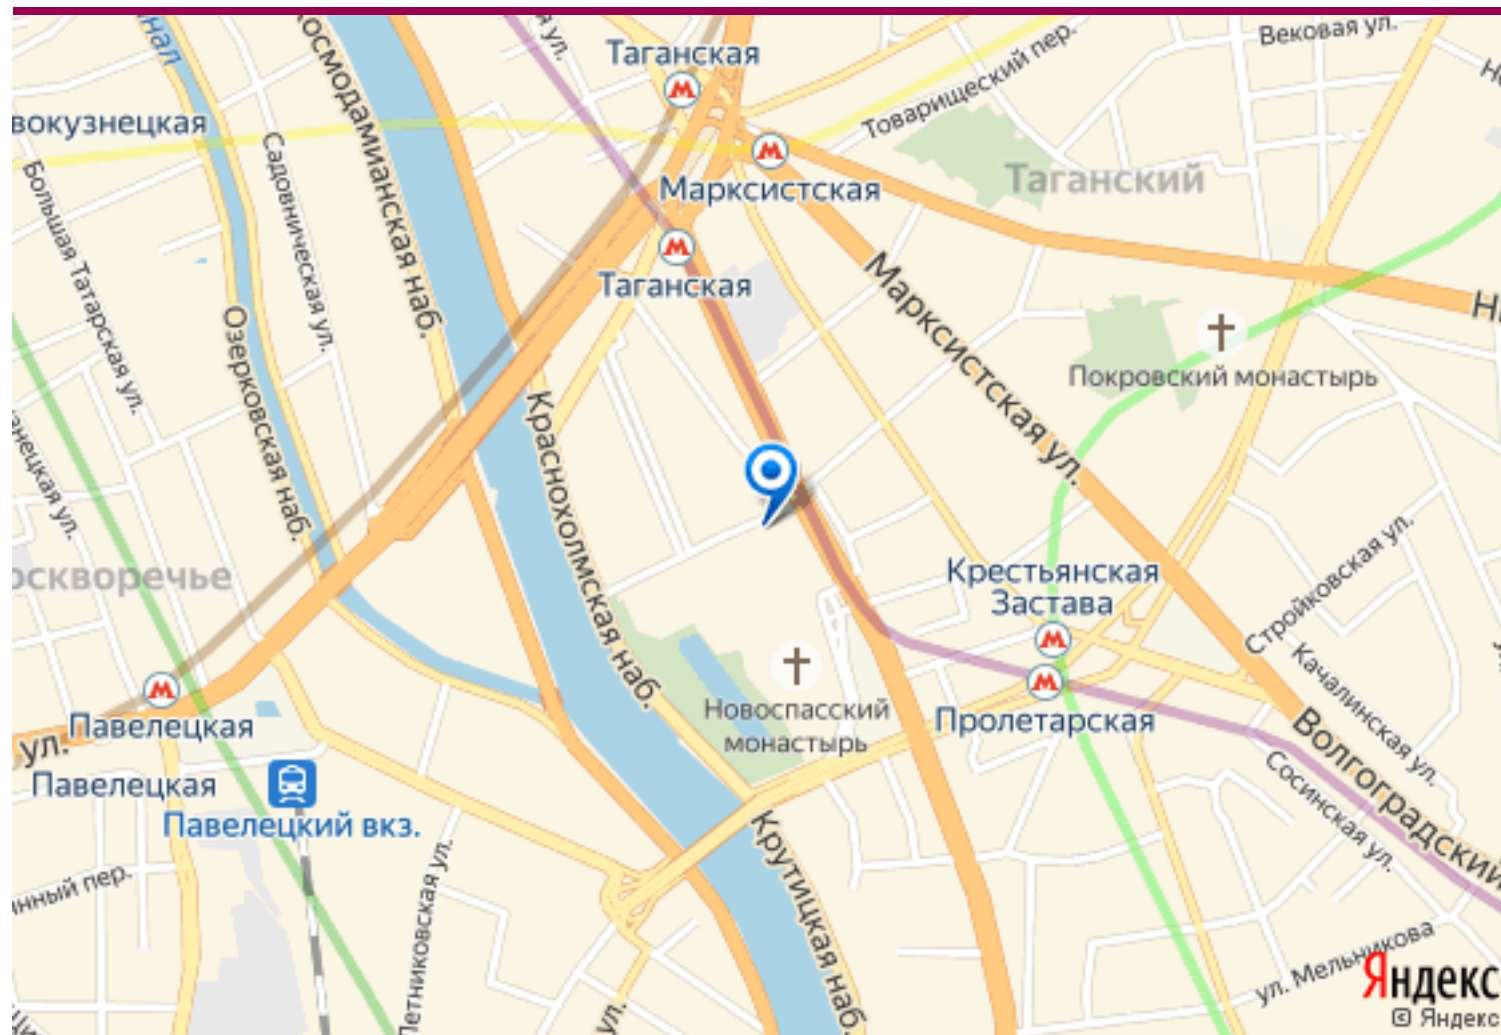 Таганская
Вековая ул.
Товарищеский пер.
Космодамианская наб.
Садовническая ул.
Большая Татарская ул.
Марксистская
Таганский
Таганская
Марксистская ул.
Озерковская наб.
Покровский монастырь
Краснохолмская наб.
Крестьянская
Застава
Стройковская ул.
Качалинская ул.
Новоспасский
монастырь
Пролетарская
Павелецкая
ул.
Павелецкая
Павелецкий вкз.
Волгоградский
Сосинская ул.
Крутицкая наб.
Летниковская ул.
ул.
ул. Мельникова
Яндекс
© Яндекс